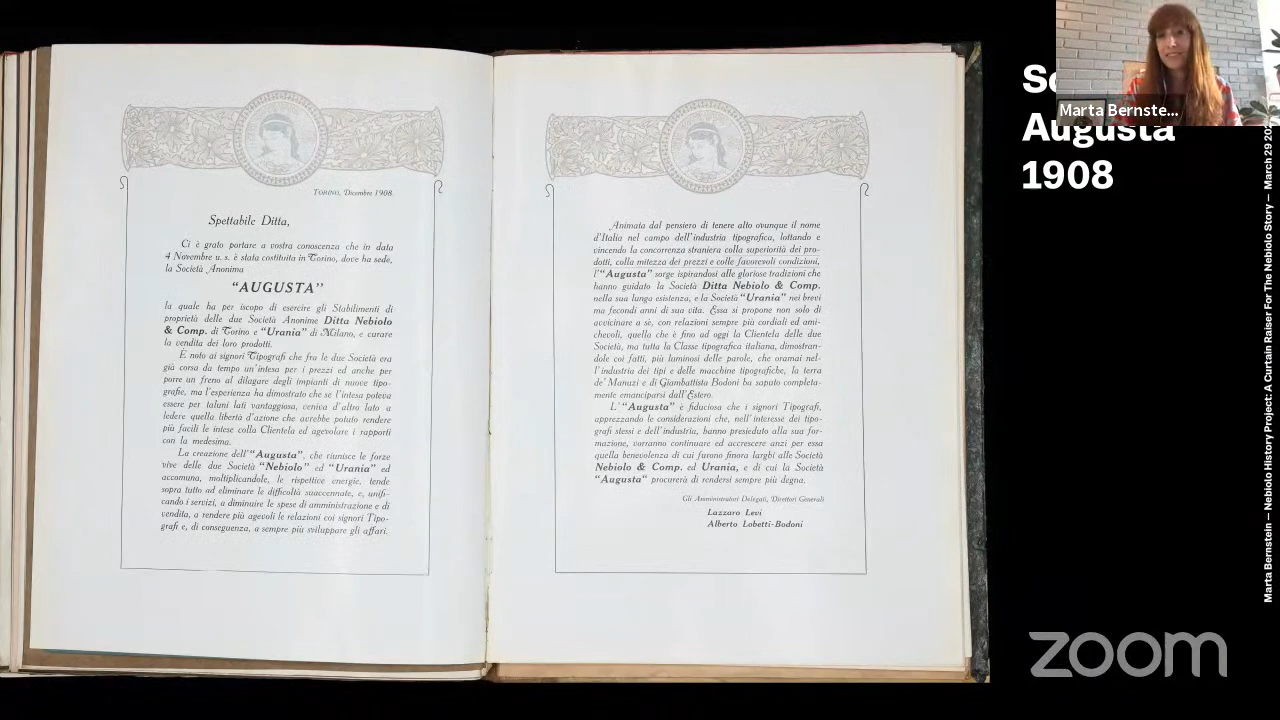 TORINO, Dicembre 1908.
Spettabile Ditta,
Ci è grato portare a vostra conoscenza che in data
4 Novembre u. s. è stata costituita in Torino, dove ha sede,
la Società Anonima
“AUGUSTA”
la quale ha per iscopo di esercire gli Stabilimenti di
proprietà delle due Società Anonime Ditta Nebiolo
& Comp. di Torino e “Urania” di Milano, e curare
la vendita dei loro prodotti.
È noto ai signori Tipografi che fra le due Società era
già corsa da tempo un'intesa per i prezzi ed anche per
porre un freno al dilagare degli impianti di nuove tipo-
grafie, ma l'esperienza ha dimostrato che se l'intesa poteva
essere per taluni lati vantaggiosa, veniva d'altro lato a
ledere quella libertà d'azione che avrebbe potuto rendere
più facili le intese colla Clientela ed agevolare i rapporti
con la medesima.
La creazione dell'“Augusta”, che riunisce le forze
vive delle due Società “Nebiolo” ed “Urania” ed
accomuna, moltiplicandole, le rispettive energie, tende
sopra tutto ad eliminare le difficoltà suaccennate, e, unifi-
cando i servizi, a diminuire le spese di amministrazione e di
vendita, a rendere più agevoli le relazioni coi signori Tipo-
grafi e, di conseguenza, a sempre più sviluppare gli affari.
Animata dal pensiero di tenere alto ovunque il nome
d'Italia nel campo dell'industria tipografica, lottando e
vincendo la concorrenza straniera colla superiorità dei pro-
dotti, colla mitezza dei prezzi e colle favorevoli condizioni,
l'“Augusta” sorge ispirandosi alle gloriose tradizioni che
hanno guidato la Società Ditta Nebiolo & Comp.
nella sua lunga esistenza, e la Società “Urania” nei brevi
ma fecondi anni di sua vita. Essa si propone non solo di
avvicinare a sè, con relazioni sempre più cordiali ed ami-
chevoli, quella che è fino ad oggi la Clientela delle due
Società, ma tutta la Classe tipografica italiana, dimostran-
dole coi fatti, più luminosi delle parole, che oramai nel-
l'industria dei tipi e delle macchine tipografiche, la terra
de' Manuzi e di Giambattista Bodoni ha saputo completa-
mente emanciparsi dall'Estero.
L'“Augusta” è fiduciosa che i signori Tipografi,
apprezzando le considerazioni che, nell'interesse dei tipo-
grafi stessi e dell'industria, hanno presieduto alla sua for-
mazione, vorranno continuare ed accrescere anzi per essa
quella benevolenza di cui furono finora larghi alle Società
Nebiolo & Comp. ed Urania, e di cui la Società
“Augusta” procurerà di rendersi sempre più degna.
Gli Amministratori Delegati, Direttori Generali
Lazzaro Levi
Alberto Lobetti-Bodoni
Augusta
1908
Marta Bernste...
Marta Bernstein — Nebiolo History Project: A Curtain Raiser For The Nebiolo Story — March 29
zoom